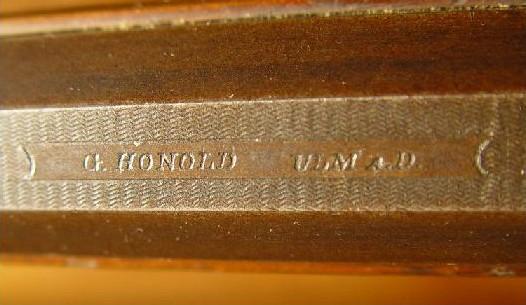 G. HONOLD ULM A.D.